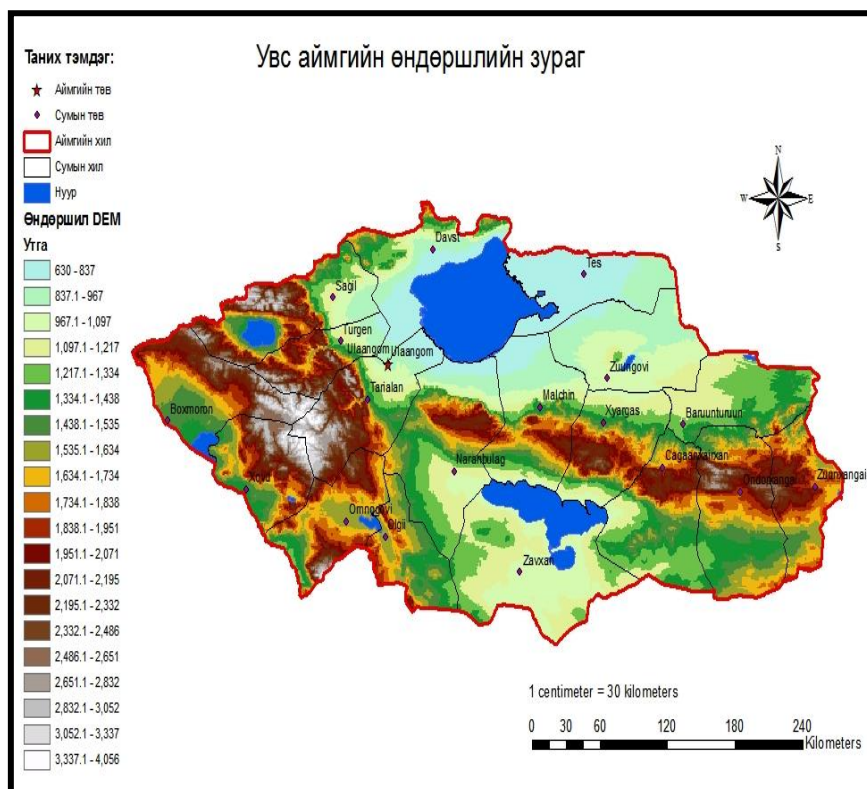 Увс аймгийн өндөршлийн зураг
Таних тэмдэг:
Аймгийн төв
Сумын төв
Аймгийн хил
Сумын хил
Нуур
Өндөршил DEM
Утга
630 - 837
837.1 - 967
967.1 - 1,097
1,097.1 - 1,217
1,217.1 - 1,334
1,334.1 - 1,438
1,438.1 - 1,535
1,535.1 - 1,634
1,634.1 - 1,734
1,734.1 - 1,838
1,838.1 - 1,951
1,951.1 - 2,071
2,071.1 - 2,195
2,195.1 - 2,332
2,332.1 - 2,486
2,486.1 - 2,651
2,651.1 - 2,832
2,832.1 - 3,052
3,052.1 - 3,337
3,337.1 - 4,056
N
W
E
S
Davst
Tes
Sagil
Turgen
Ulaangom
Ulaangom
Tarialan
Zuungovi
Malchin
Boxmoron
Xyargas
Baruunturuun
Naranbulag
Omnogovi
Olgii
Zavxan
1 centimeter = 30 kilometers
0 30 60 120 180 240
Kilometers